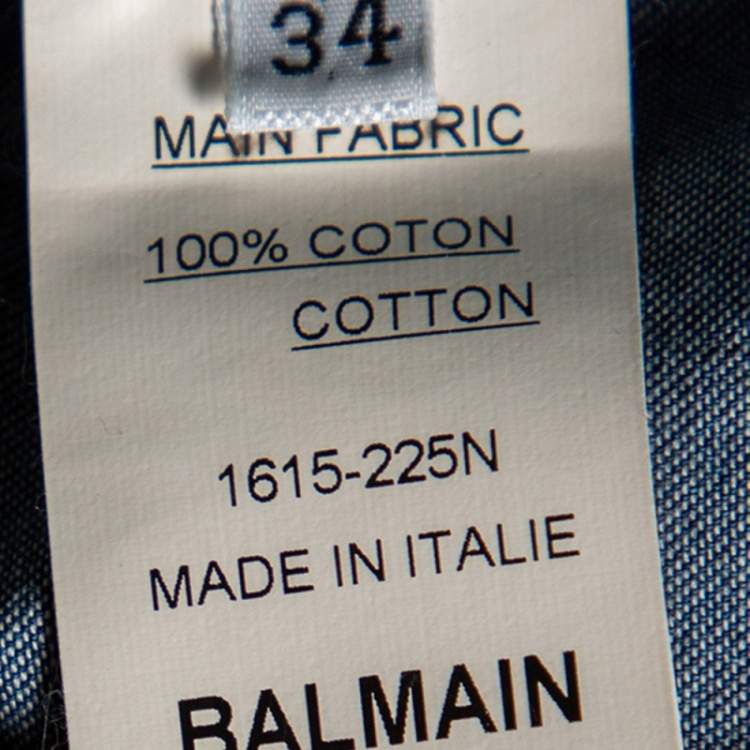 34
MAIN FABRIC
100% COTON
COTTON
1615-225N
MADE IN ITALIE
BALMAIN